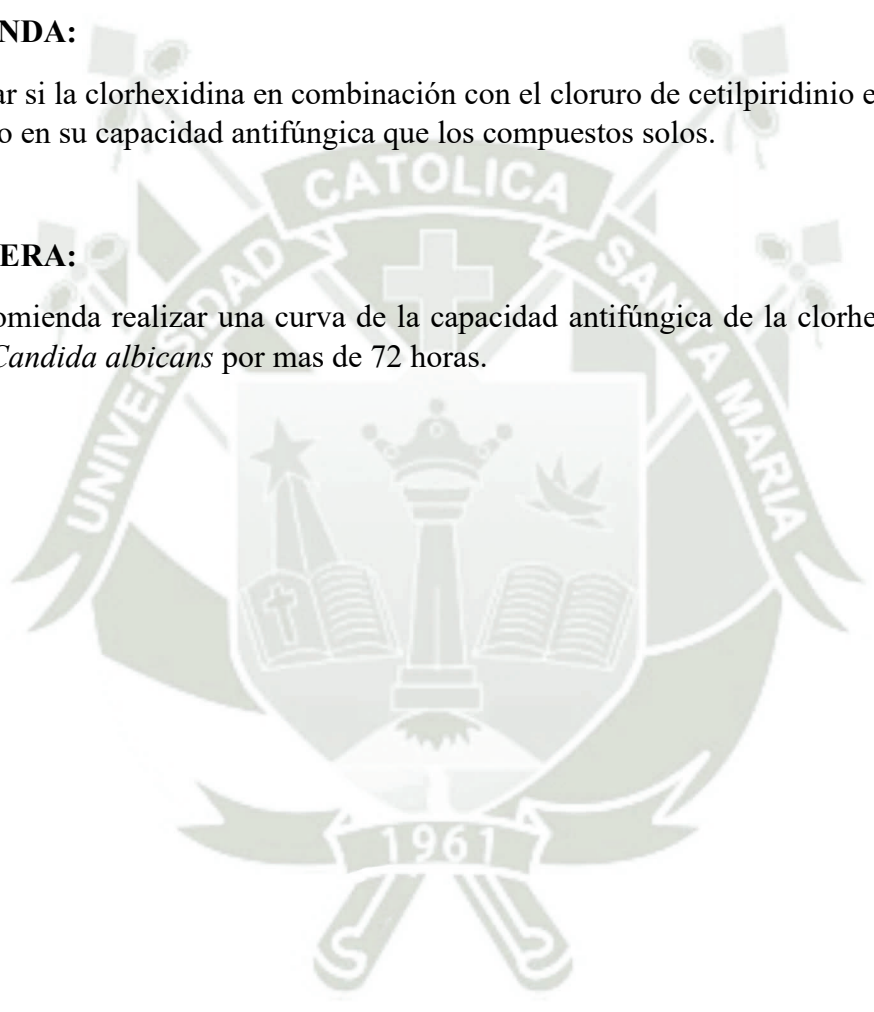 NDA:
ar si la clorhexidina en combinación con el cloruro de cetilpiridinio e
o en su capacidad antifúngica que los compuestos solos.
CATOLICA
UNIVERSIDAD
SANTA MARIA
ERA:
omienda realizar una curva de la capacidad antifúngica de la clorhe
Candida albicans por mas de 72 horas.
1961